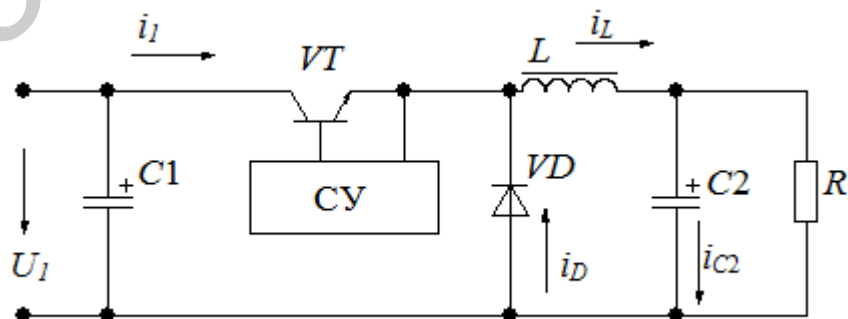 i1
iL
VT
L
+
C1
СУ
VD
+
C2
R
U1
iD
iC2